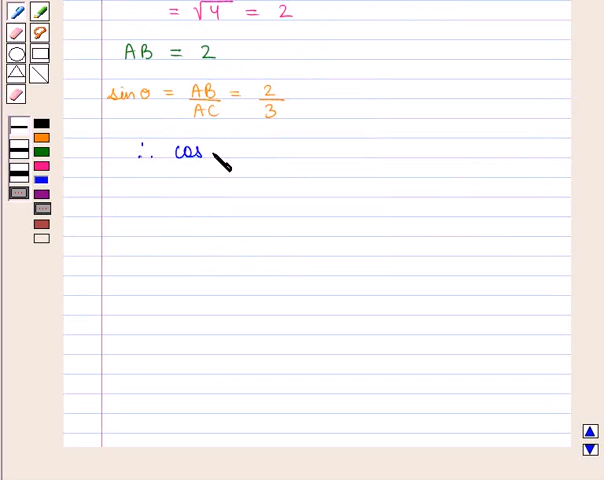 = √4 = 2
AB = 2
sin θ = AB/AC = 2/3
∴ cos